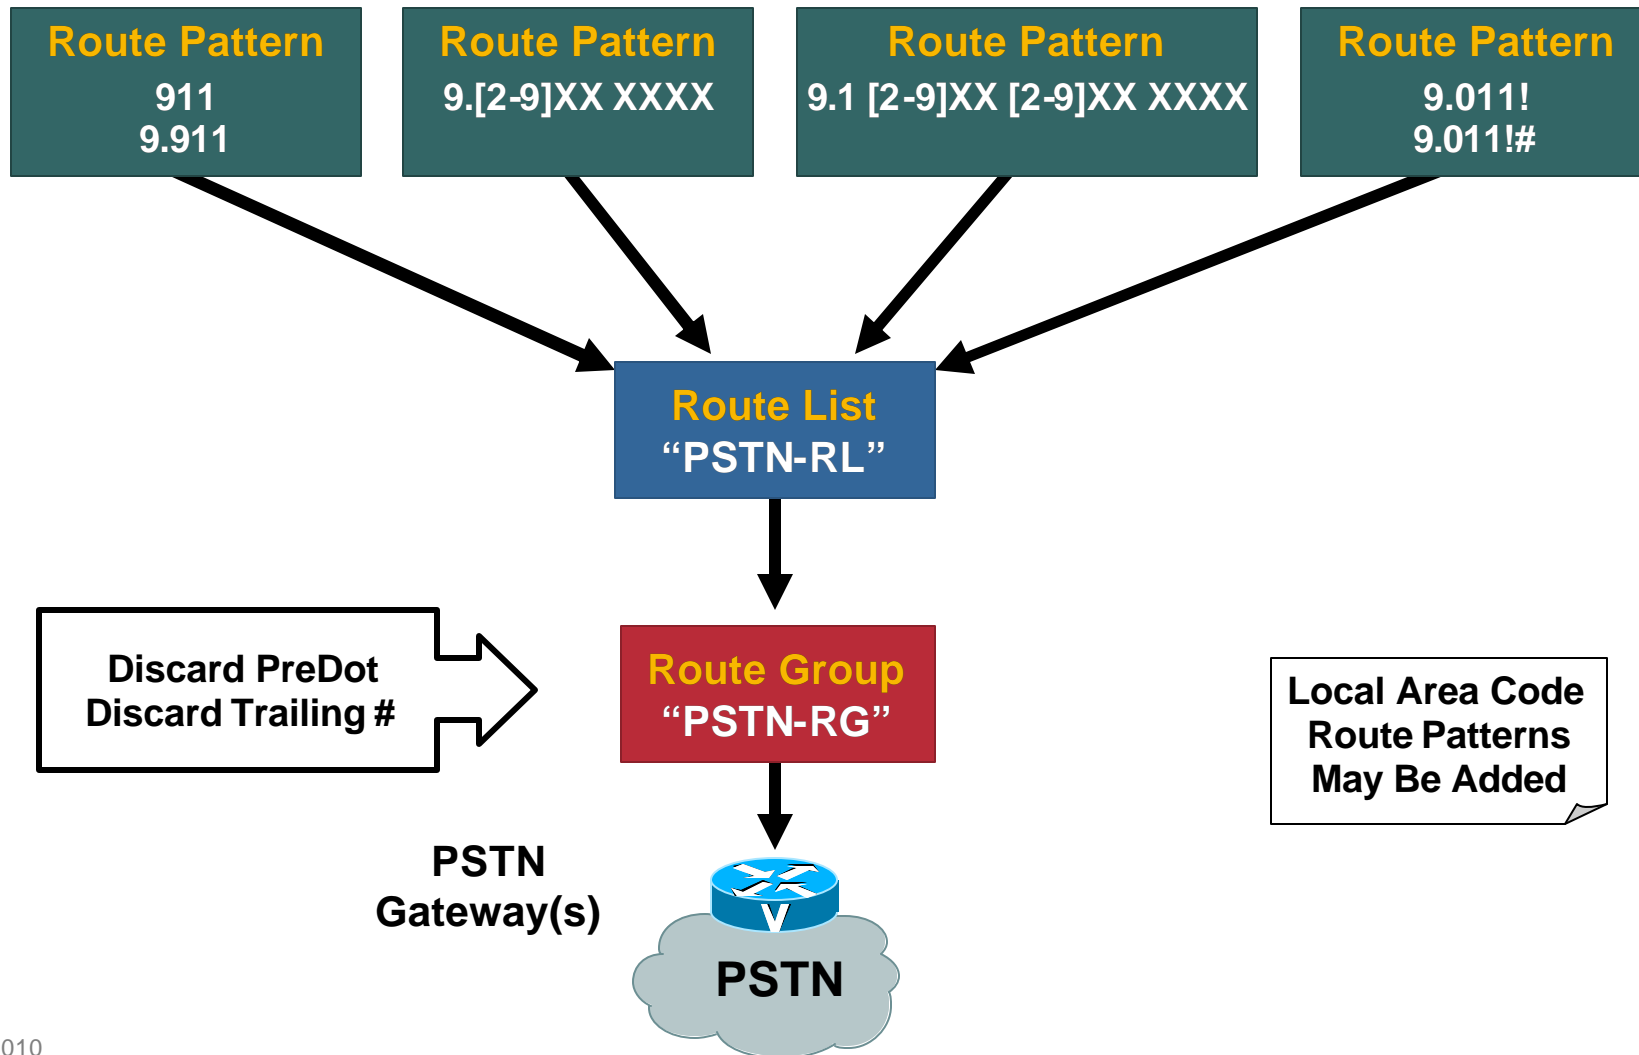 Route Pattern
911
9.911
Route Pattern
9.[2-9]XX XXXX
Route Pattern
9.1 [2-9]XX [2-9]XX XXXX
Route Pattern
9.011!
9.011!#
Route List
“PSTN-RL”
Discard PreDot
Discard Trailing #
Route Group
“PSTN-RG”
Local Area Code
Route Patterns
May Be Added
PSTN
Gateway(s)
V
PSTN
010